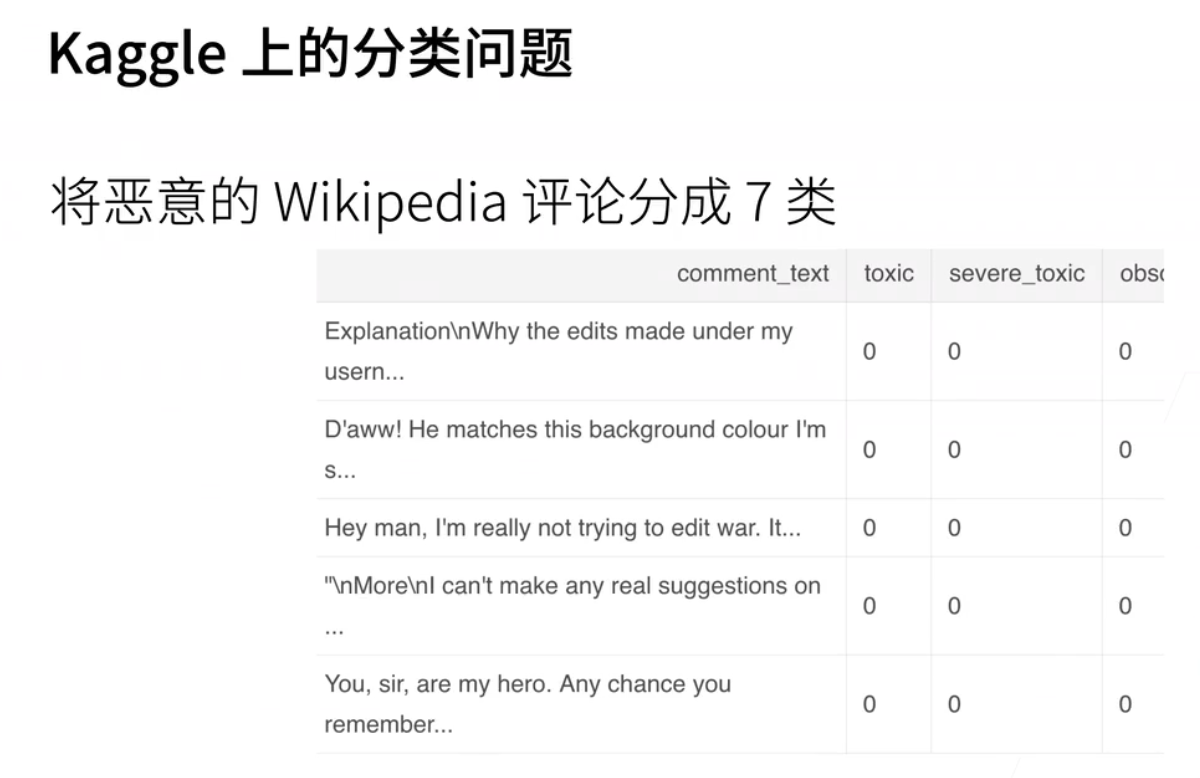 Kaggle 上的分类问题
将恶意的 Wikipedia 评论分成 7 类
comment_text toxic severe_toxic obsc
Explanation\nWhy the edits made under my
usern...
0 0 0
D'aww! He matches this background colour I'm
s...
0 0 0
Hey man, I'm really not trying to edit war. It... 0 0 0
"\nMore\nI can't make any real suggestions on
...
0 0 0
You, sir, are my hero. Any chance you
remember...
0 0 0